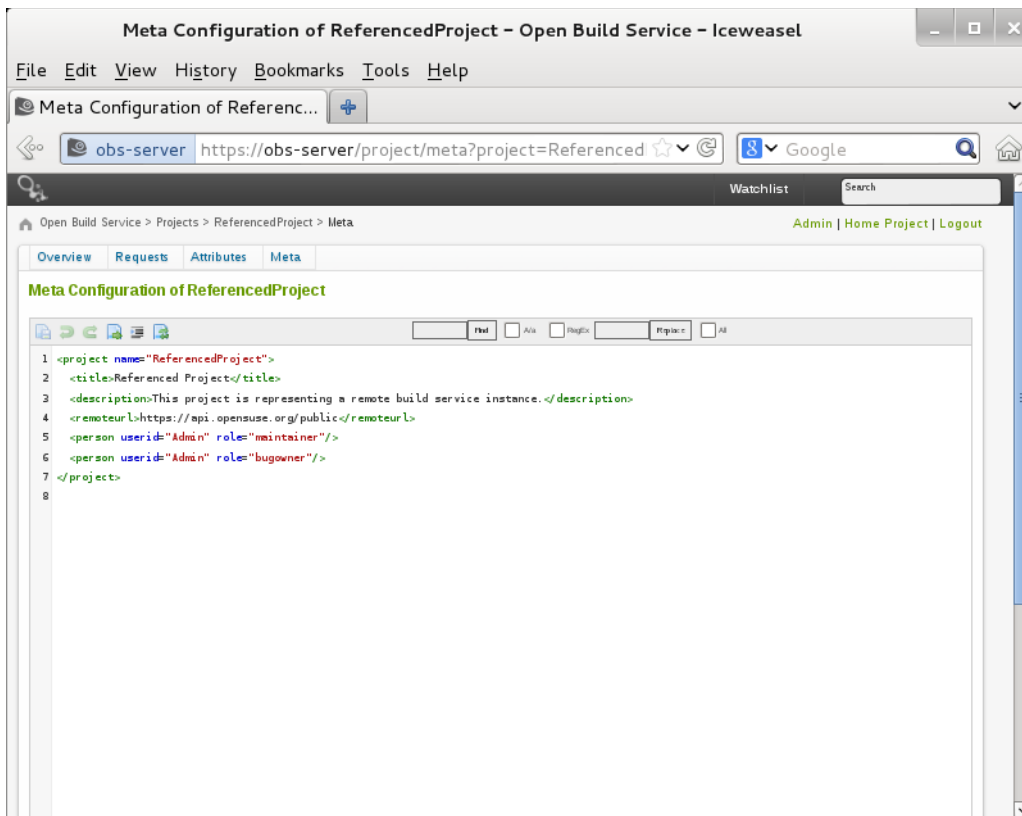 Meta Configuration of ReferencedProject – Open Build Service – Iceweasel
File Edit View History Bookmarks Tools Help
Meta Configuration of Referenc...
obs-server https://obs-server/project/meta?project=Referenced Google
Watchlist Search
Open Build Service > Projects > ReferencedProject > Meta Admin | Home Project | Logout
Overview Requests Attributes Meta
Meta Configuration of ReferencedProject
Find A/a RegEx Replace All
1 <project name="ReferencedProject">
2 <title>Referenced Project</title>
3 <description>This project is representing a remote build service instance.</description>
4 <remoteurl>https://api.opensuse.org/public</remoteurl>
5 <person userid="Admin" role="maintainer"/>
6 <person userid="Admin" role="bugowner"/>
7 </project>
8